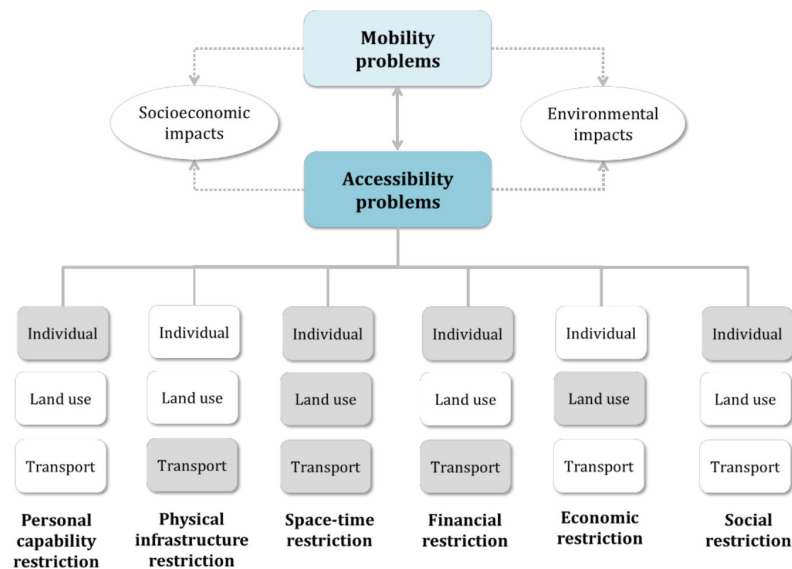 Mobility
problems
Socioeconomic
impacts
Environmental
impacts
Accessibility
problems
Individual
Individual
Individual
Individual
Individual
Individual
Land use
Land use
Land use
Land use
Land use
Land use
Transport
Transport
Transport
Transport
Transport
Transport
Personal
capability
restriction
Physical
infrastructure
restriction
Space-time
restriction
Financial
restriction
Economic
restriction
Social
restriction